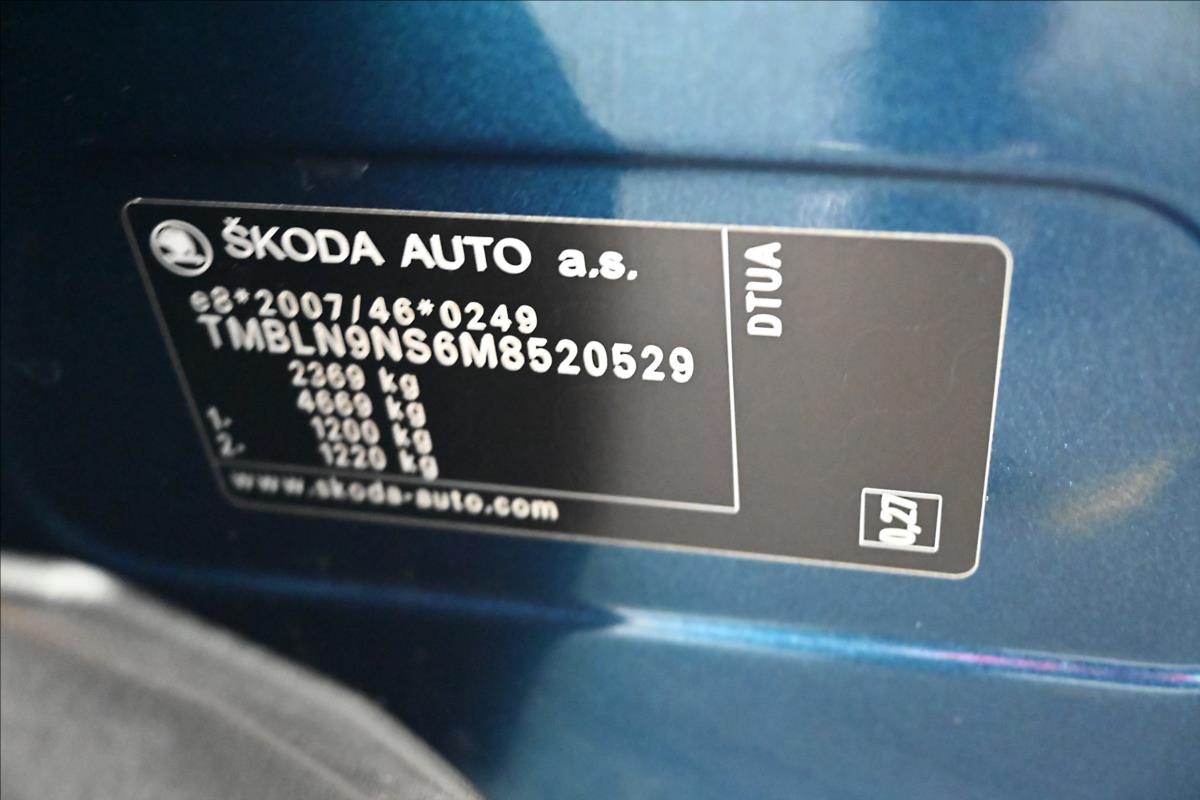 ŠKODA AUTO a.s.
e8*2007/46*0249
TMBLN9NS6M8520529
2369 kg
4669 kg
1. 1200 kg
2. 1220 kg
www.skoda-auto.com
DTUA
0,27